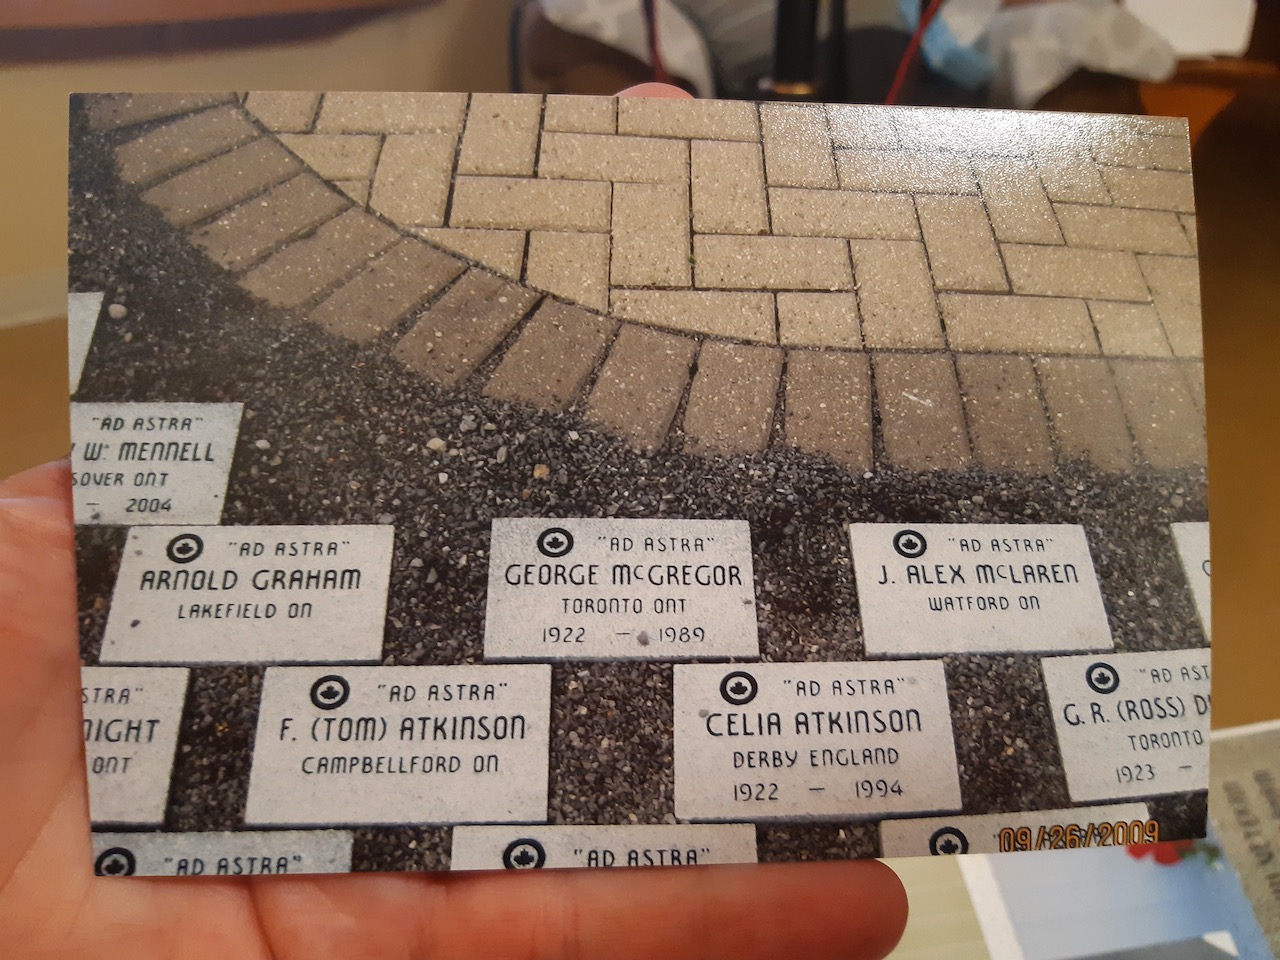 "AD ASTRA"
W. MENNELL
SOVER ONT
— 2004
"AD ASTRA"
ARNOLD GRAHAM
LAKEFIELD ON
"AD ASTRA"
GEORGE McGREGOR
TORONTO ONT
1922 — 1989
"AD ASTRA"
J. ALEX McLAREN
WATFORD ON
STRA"
NIGHT
ONT
"AD ASTRA"
F. (TOM) ATKINSON
CAMPBELLFORD ON
"AD ASTRA"
CELIA ATKINSON
DERBY ENGLAND
1922 — 1994
"AD AST
G. R. (ROSS) D
TORONTO
1923 —
"AD ASTRA"
"AD ASTRA"
09/26/2009